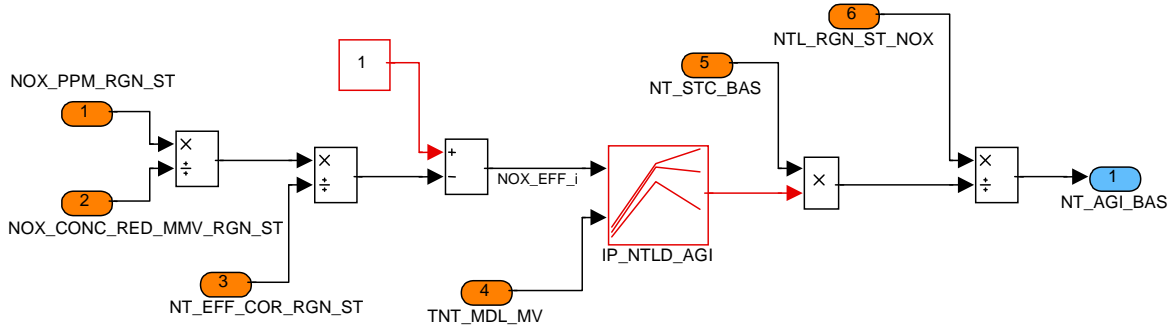 6
NTL_RGN_ST_NOX
1
5
NT_STC_BAS
NOX_PPM_RGN_ST
1
×
÷
×
÷
+
−
NOX_EFF_i
×
×
÷
1
NT_AGI_BAS
2
NOX_CONC_RED_MMV_RGN_ST
IP_NTLD_AGI
3
NT_EFF_COR_RGN_ST
4
TNT_MDL_MV